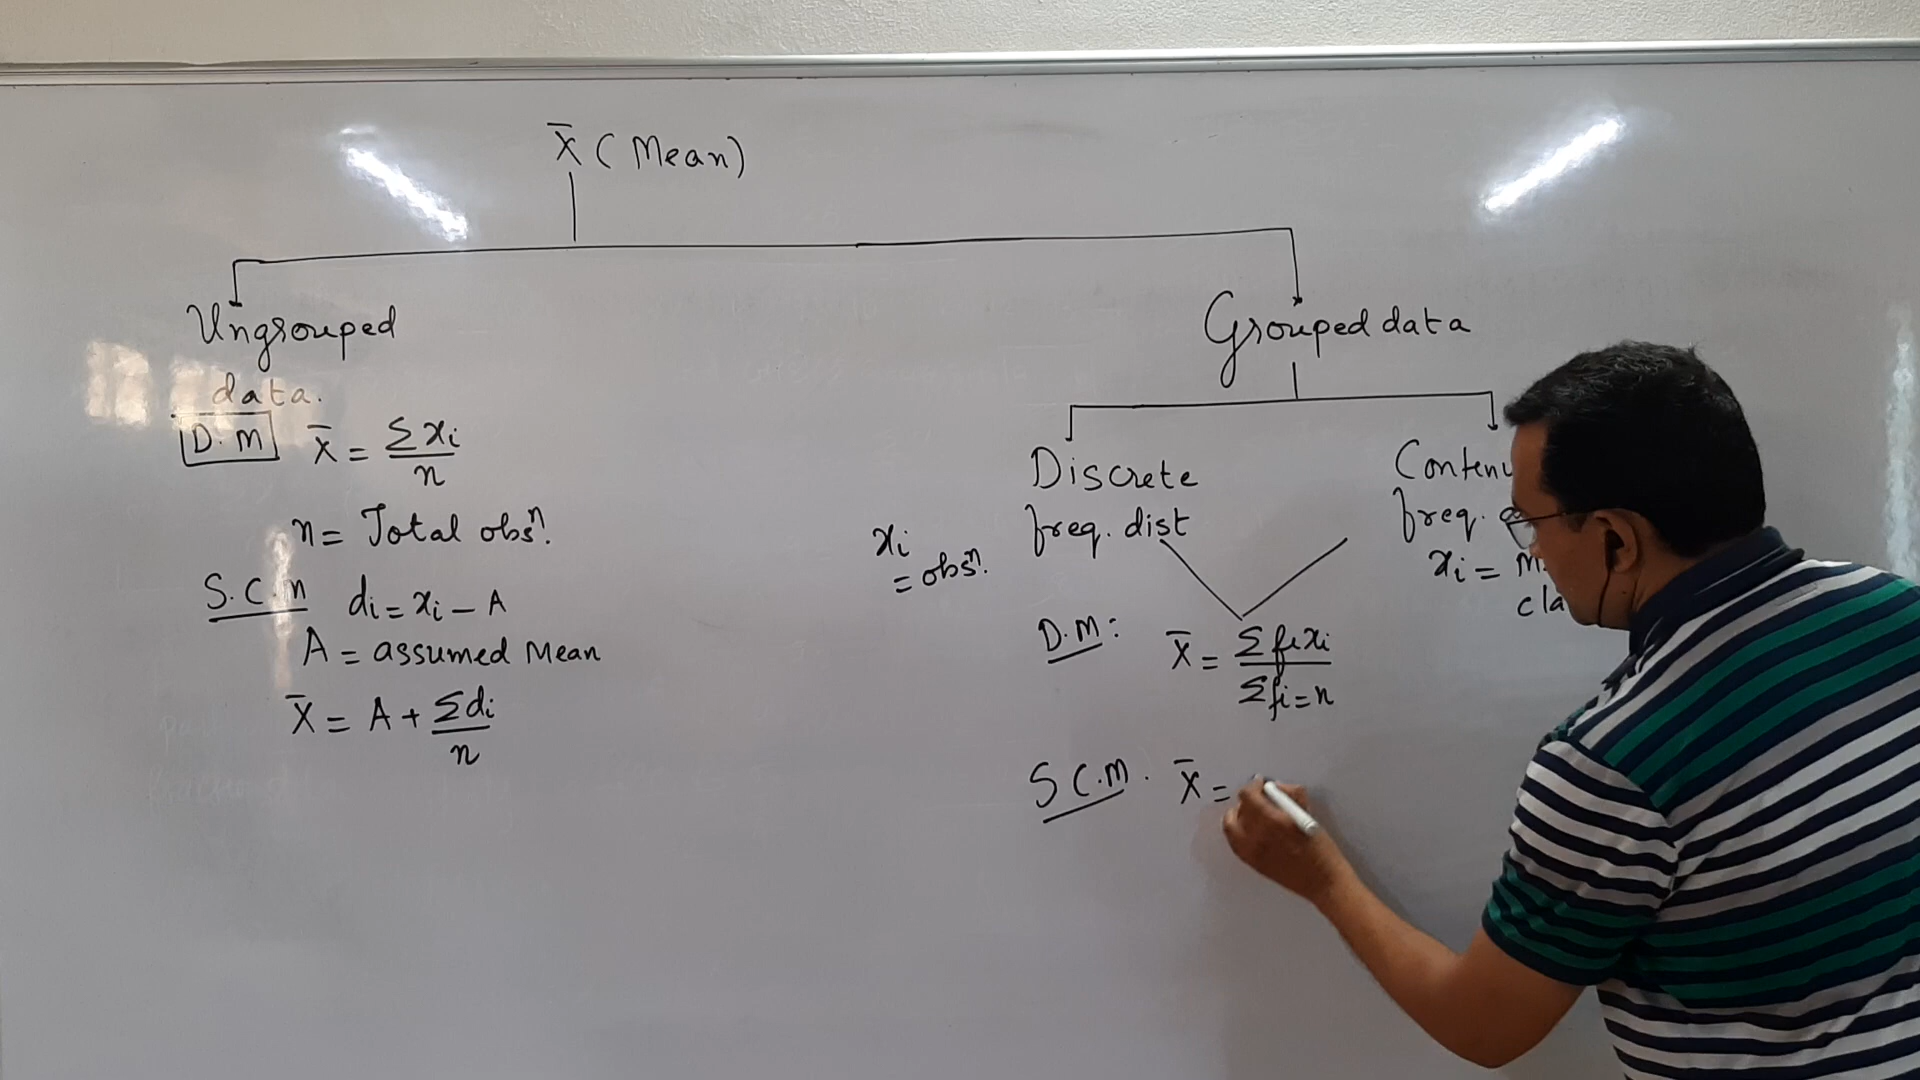 X̄ (Mean)
Ungrouped
data.
D.M X̄ = Σxi / n
n = Total obsⁿ.
S.C.M di = xi − A
A = assumed Mean
X̄ = A + Σdi / n
Grouped data
Discrete
freq. dist
xi
= obsⁿ.
Contenu
freq.
xi = m
cla
D.M: X̄ = Σfixi / Σfi = n
S.C.M. X̄ =